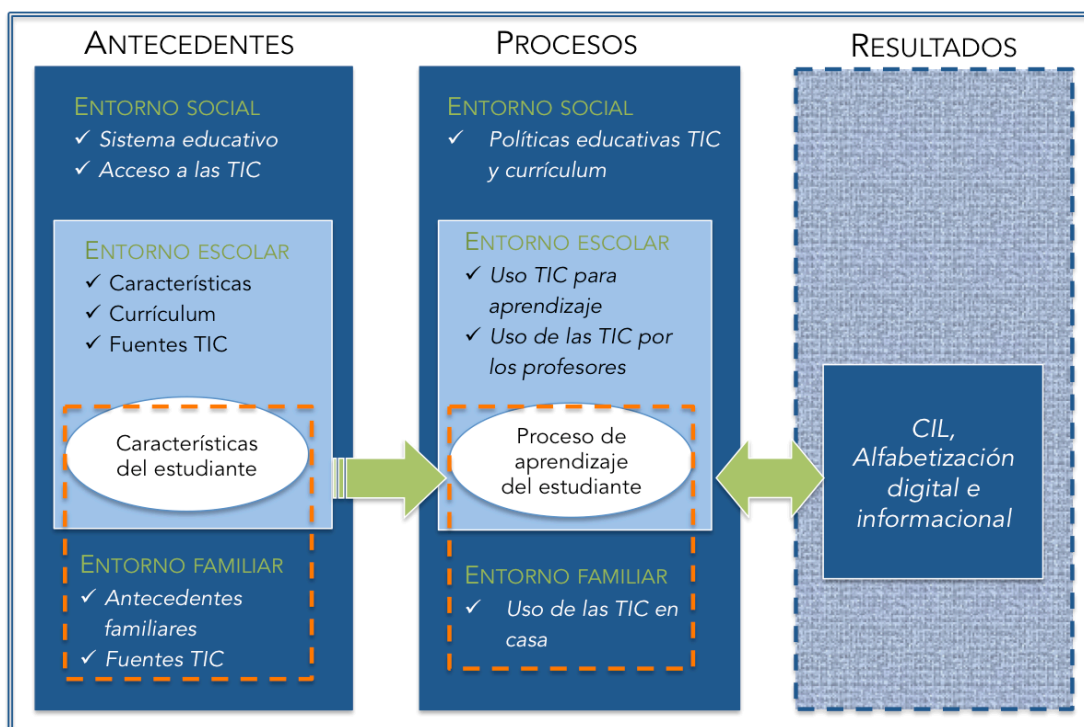 ANTECEDENTES
ENTORNO SOCIAL
✓ Sistema educativo
✓ Acceso a las TIC
ENTORNO ESCOLAR
✓ Características
✓ Currículum
✓ Fuentes TIC
Características
del estudiante
ENTORNO FAMILIAR
✓ Antecedentes
familiares
✓ Fuentes TIC
PROCESOS
ENTORNO SOCIAL
✓ Políticas educativas TIC
y currículum
ENTORNO ESCOLAR
✓ Uso TIC para
aprendizaje
✓ Uso de las TIC por
los profesores
Proceso de
aprendizaje
del estudiante
ENTORNO FAMILIAR
✓ Uso de las TIC en
casa
RESULTADOS
CIL,
Alfabetización
digital e
informacional